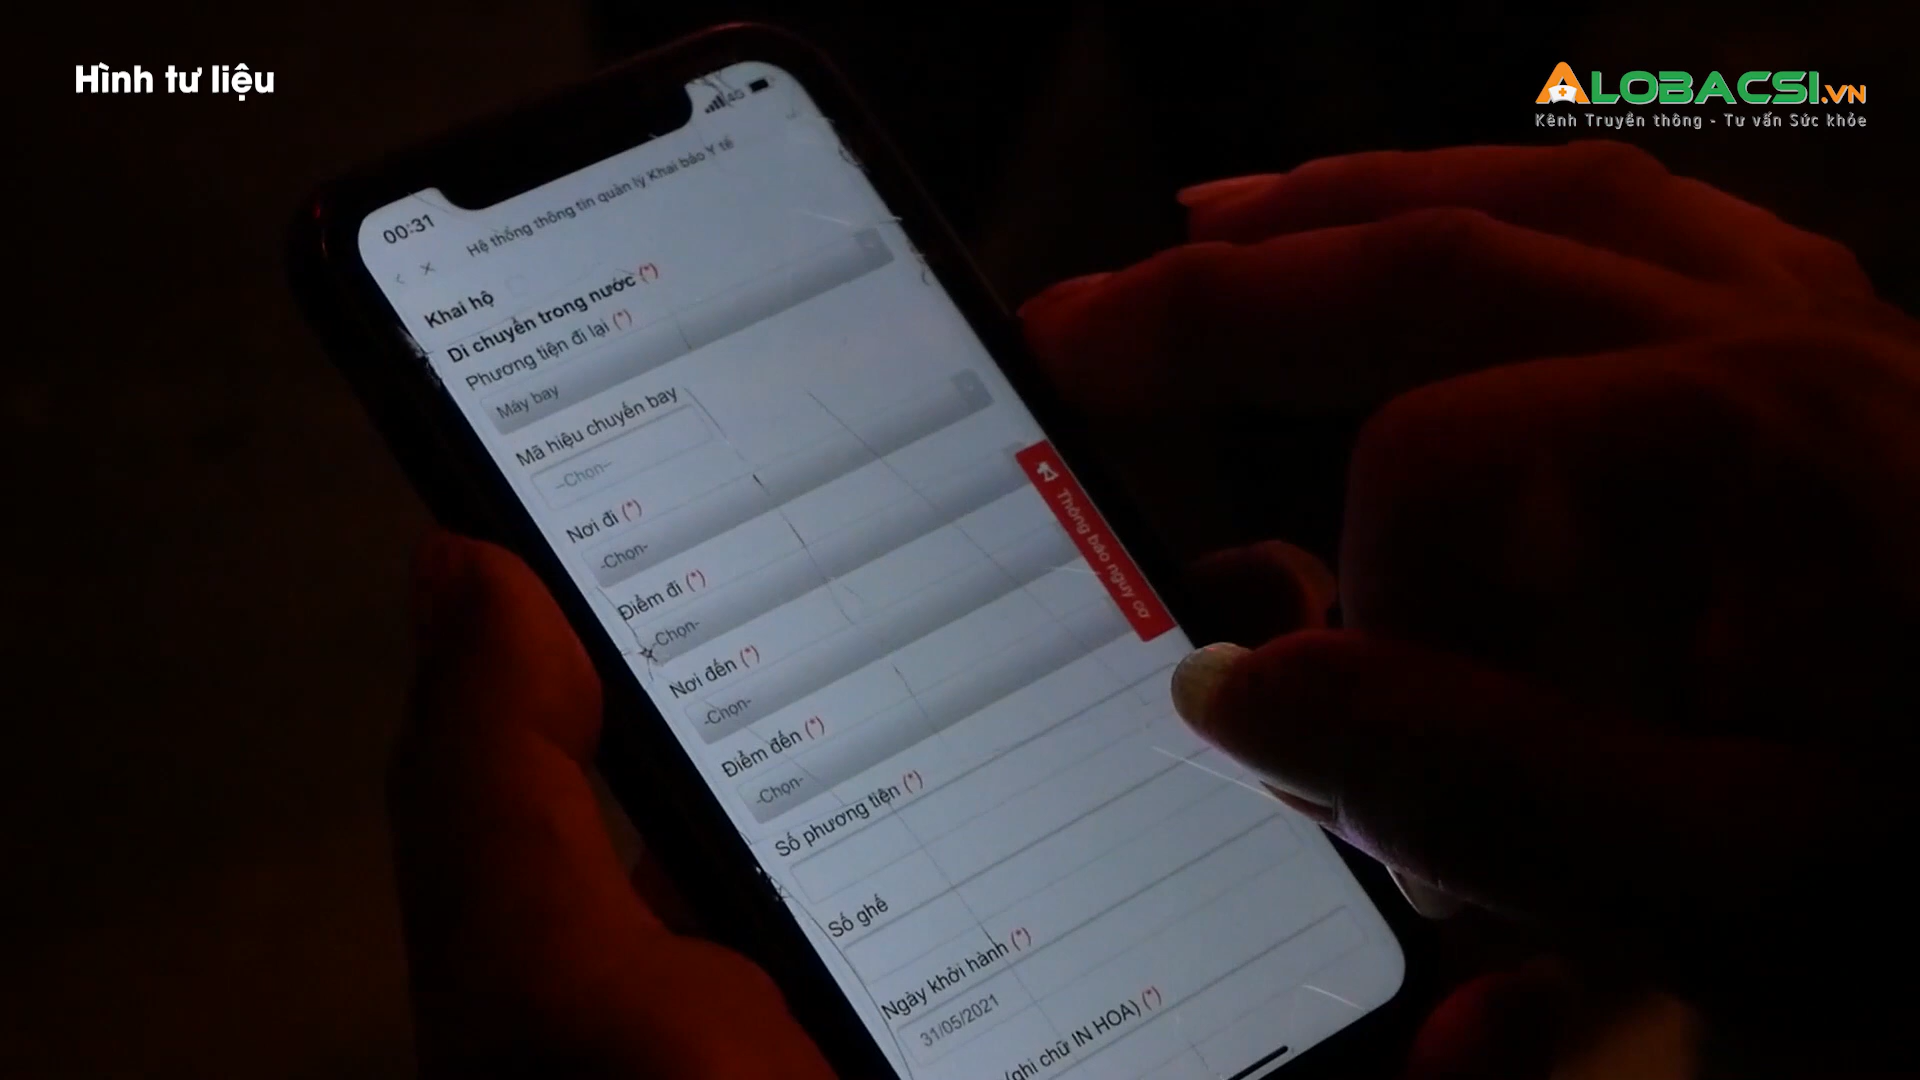 Hình tư liệu
ALOBACSI.VN
Kênh Truyền thông - Tư vấn Sức khỏe
00:31
4G
Hệ thống thông tin quản lý Khai báo Y tế
Khai hộ
Di chuyển trong nước (*)
Phương tiện đi lại (*)
Máy bay
Mã hiệu chuyến bay
--Chọn--
Nơi đi (*)
-Chọn-
Điểm đi (*)
-Chọn-
Nơi đến (*)
-Chọn-
Điểm đến (*)
-Chọn-
Thông báo nguy cơ
Số phương tiện (*)
Số ghế
Ngày khởi hành (*)
31/05/2021
(ghi chữ IN HOA) (*)